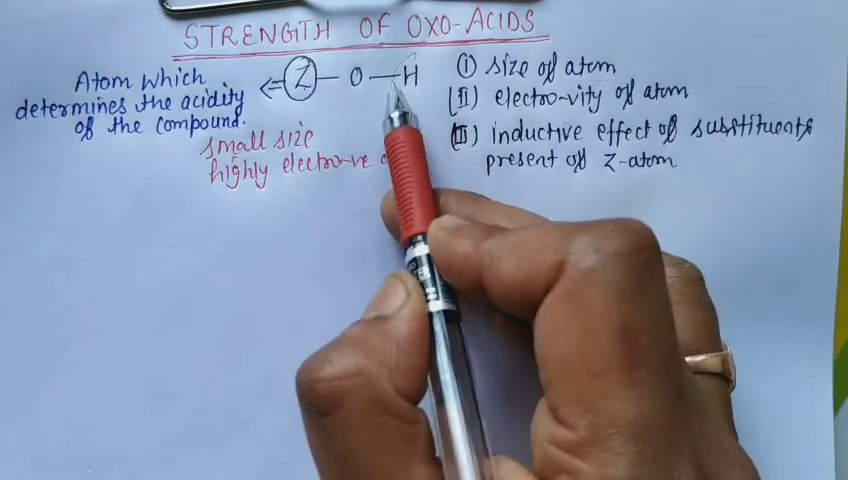 STRENGTH OF OXO-ACIDS
Atom which
determines the acidity
of the compound.
⇐ Z — O — H
small size
highly electro-ve
(I) size of atom
(II) electro-vity of atom
(III) inductive effect of substituents
present of Z-atom